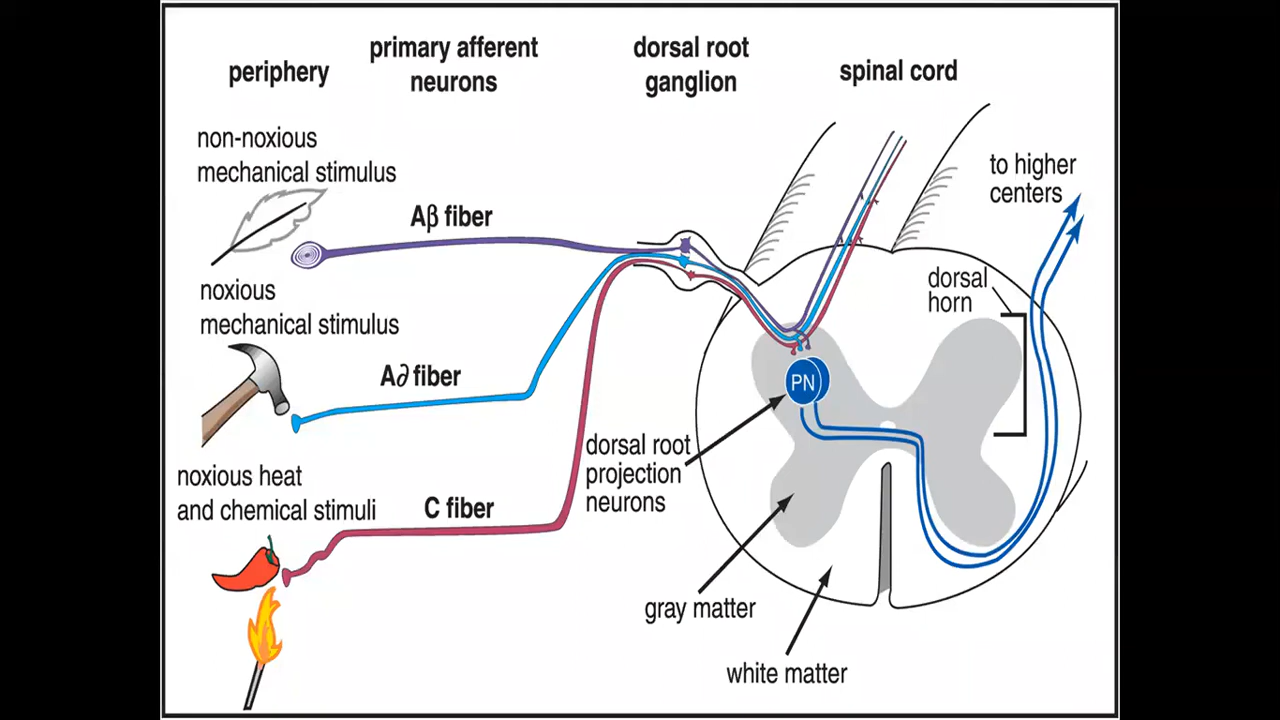 periphery
primary afferent
neurons
dorsal root
ganglion
spinal cord
non-noxious
mechanical stimulus
Aβ fiber
noxious
mechanical stimulus
A∂ fiber
noxious heat
and chemical stimuli
C fiber
to higher
centers
dorsal
horn
PN
dorsal root
projection
neurons
gray matter
white matter